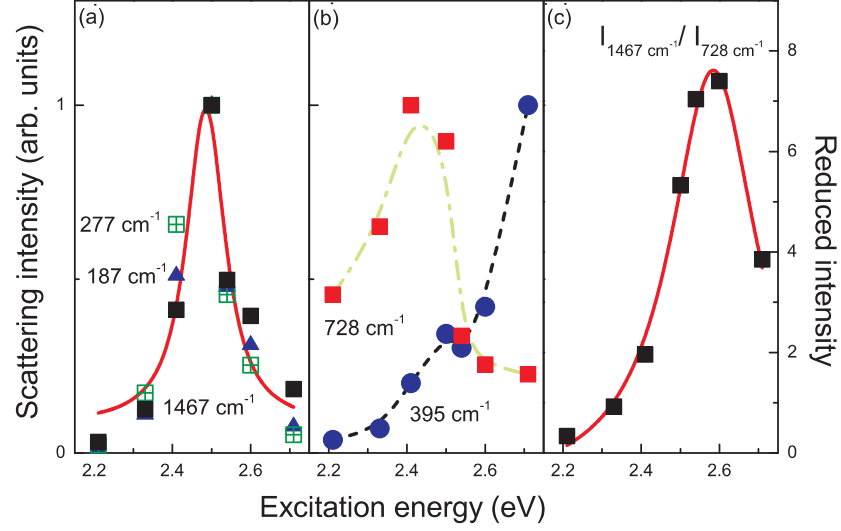 (a)
(b)
(c)
I1467 cm-1/ I728 cm-1
8
6
4
2
0
1
0
277 cm-1
187 cm-1
1467 cm-1
728 cm-1
395 cm-1
2.2
2.4
2.6
2.2
2.4
2.6
2.2
2.4
2.6
Scattering intensity (arb. units)
Reduced intensity
Excitation energy (eV)